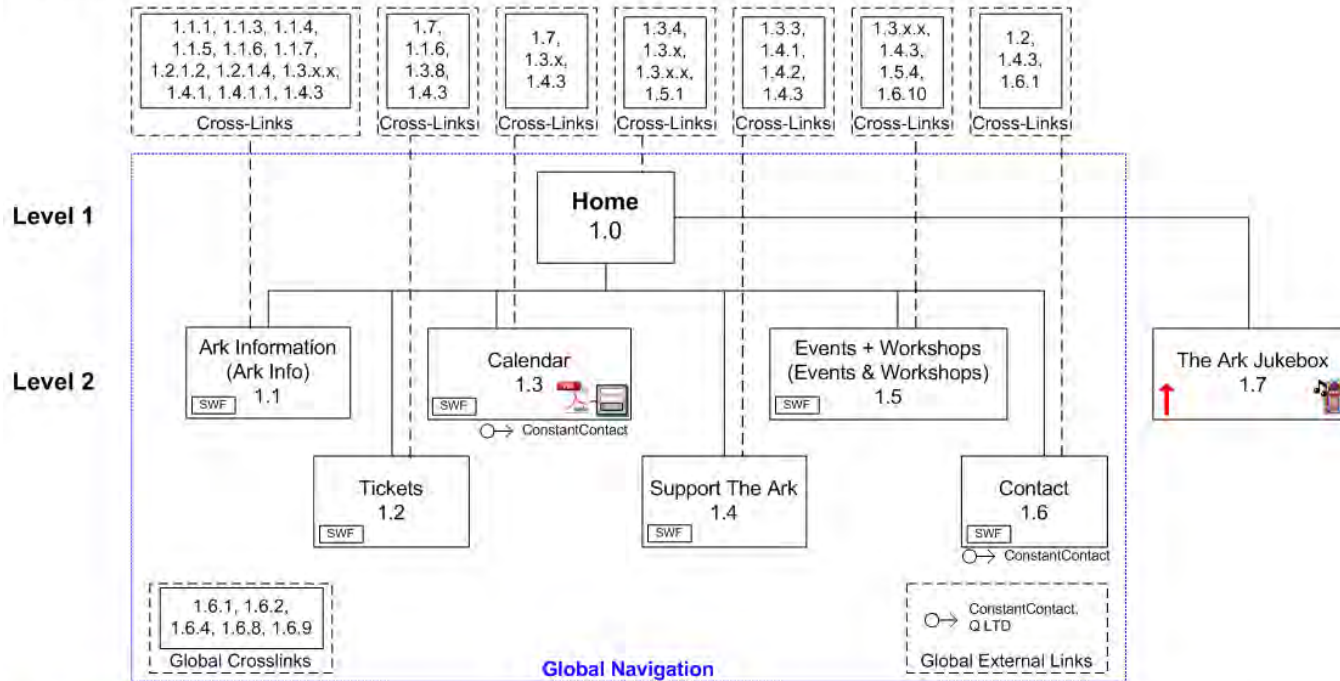 1.1.1, 1.1.3, 1.1.4,
1.1.5, 1.1.6, 1.1.7,
1.2.1.2, 1.2.1.4, 1.3.x.x,
1.4.1, 1.4.1.1, 1.4.3
Cross-Links
1.7,
1.1.6,
1.3.8,
1.4.3
Cross-Links
1.7,
1.3.x,
1.4.3
Cross-Links
1.3.4,
1.3.x,
1.3.x.x,
1.5.1
Cross-Links
1.3.3,
1.4.1,
1.4.2,
1.4.3
Cross-Links
1.3.x.x,
1.4.3,
1.5.4,
1.6.10
Cross-Links
1.2,
1.4.3,
1.6.1
Cross-Links
Level 1
Home
1.0
Level 2
Ark Information
(Ark Info)
1.1
SWF
Calendar
1.3
SWF
ConstantContact
Events + Workshops
(Events & Workshops)
1.5
SWF
The Ark Jukebox
1.7
Tickets
1.2
SWF
Support The Ark
1.4
SWF
Contact
1.6
SWF
ConstantContact
1.6.1, 1.6.2,
1.6.4, 1.6.8, 1.6.9
Global Crosslinks
Global Navigation
ConstantContact,
Q LTD
Global External Links